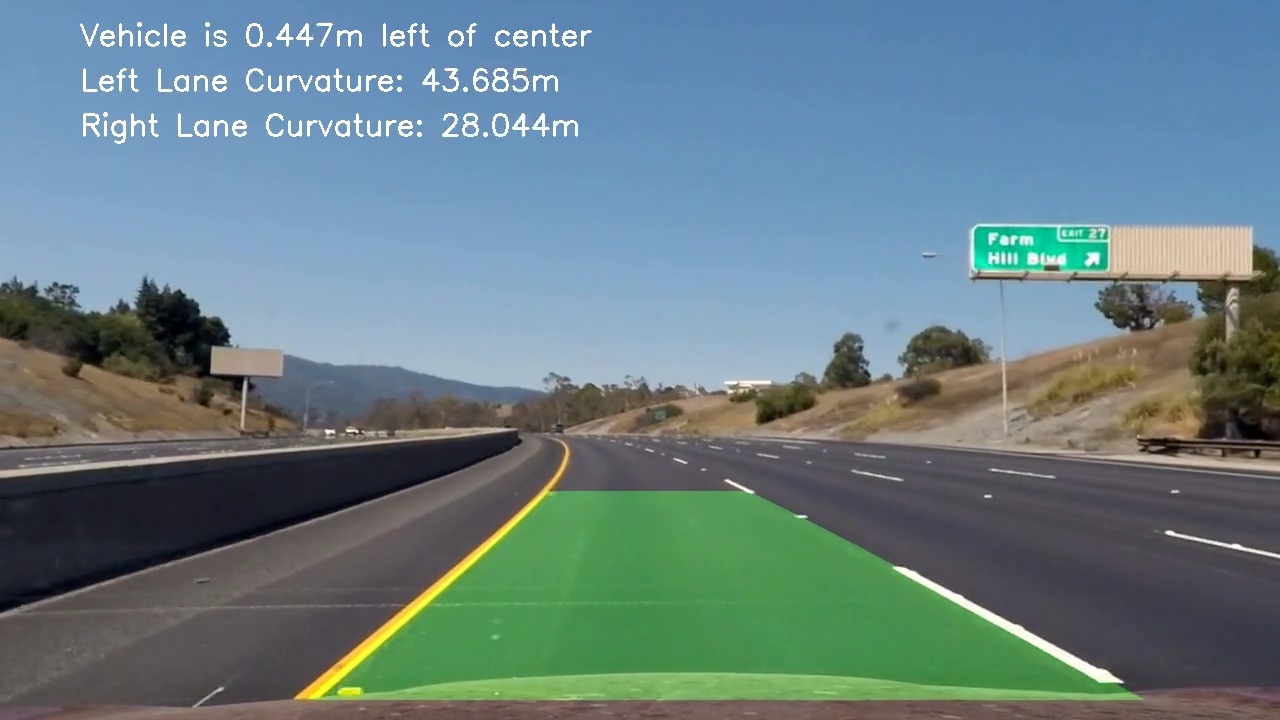 Vehicle is 0.447m left of center
Left Lane Curvature: 43.685m
Right Lane Curvature: 28.044m
EXIT 27
Farm
Hill Blvd